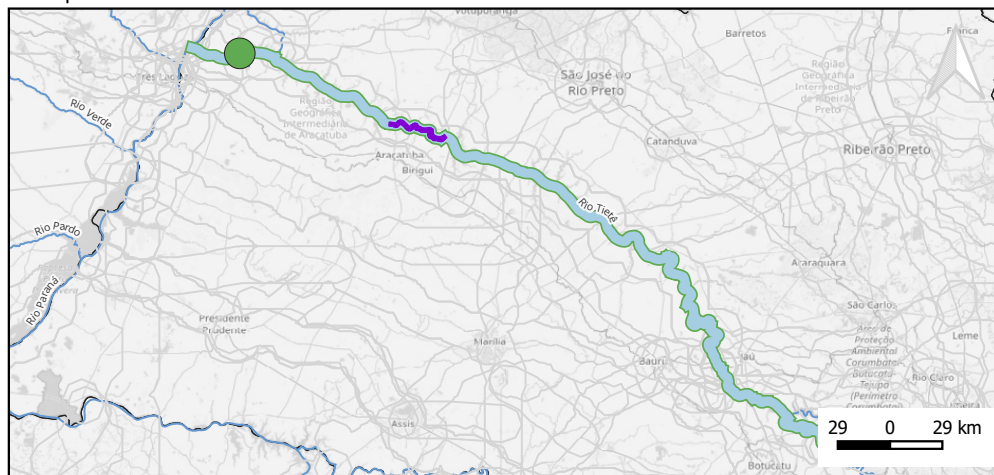 Votuporanga
Barretos
Franca
São José do
Rio Preto
Região
Geográfica
Intermediária
de Ribeirão
Preto
Três Lagoas
Região
Geográfica
Intermediária
de Araçatuba
Rio Verde
Catanduva
Ribeirão Preto
Araçatuba
Birigui
Rio Tietê
Rio Pardo
Araraquara
Rio Paraná
São Carlos
Presidente
Prudente
Marília
Leme
Área de
Proteção
Ambiental
Corumbataí-
Botucatu-
Tejupá
(Perímetro
Corumbataí)
Bauru
Jaú
Rio Claro
Assis
Botucatu
29 0 29 km